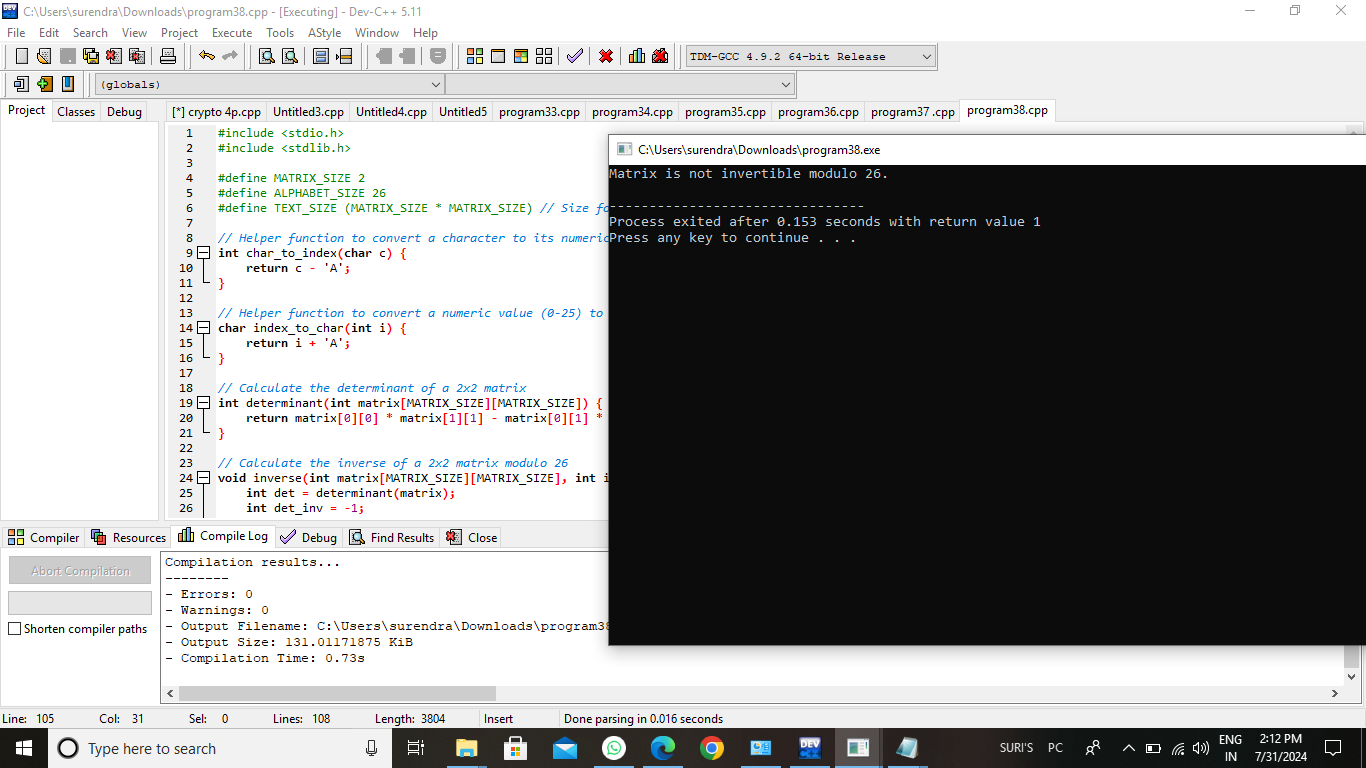 C:\Users\surendra\Downloads\program38.cpp - [Executing] - Dev-C++ 5.11
File Edit Search View Project Execute Tools AStyle Window Help
TDM-GCC 4.9.2 64-bit Release
(globals)
Project Classes Debug
[*] crypto 4p.cpp Untitled3.cpp Untitled4.cpp Untitled5 program33.cpp program34.cpp program35.cpp program36.cpp program37 .cpp program38.cpp
1 #include <stdio.h>
2 #include <stdlib.h>
3
4 #define MATRIX_SIZE 2
5 #define ALPHABET_SIZE 26
6 #define TEXT_SIZE (MATRIX_SIZE * MATRIX_SIZE) // Size fo
7
8 // Helper function to convert a character to its numeric
9 int char_to_index(char c) {
10 return c - 'A';
11 }
12
13 // Helper function to convert a numeric value (0-25) to
14 char index_to_char(int i) {
15 return i + 'A';
16 }
17
18 // Calculate the determinant of a 2x2 matrix
19 int determinant(int matrix[MATRIX_SIZE][MATRIX_SIZE]) {
20 return matrix[0][0] * matrix[1][1] - matrix[0][1] *
21 }
22
23 // Calculate the inverse of a 2x2 matrix modulo 26
24 void inverse(int matrix[MATRIX_SIZE][MATRIX_SIZE], int i
25 int det = determinant(matrix);
26 int det_inv = -1;
C:\Users\surendra\Downloads\program38.exe
Matrix is not invertible modulo 26.
--------------------------------
Process exited after 0.153 seconds with return value 1
Press any key to continue . . .
Compiler Resources Compile Log Debug Find Results Close
Abort Compilation
Shorten compiler paths
Compilation results...
--------
- Errors: 0
- Warnings: 0
- Output Filename: C:\Users\surendra\Downloads\program38
- Output Size: 131.01171875 KiB
- Compilation Time: 0.73s
Line: 105 Col: 31 Sel: 0 Lines: 108 Length: 3804 Insert Done parsing in 0.016 seconds
Type here to search
SURI'S PC
ENG
IN
2:12 PM
7/31/2024